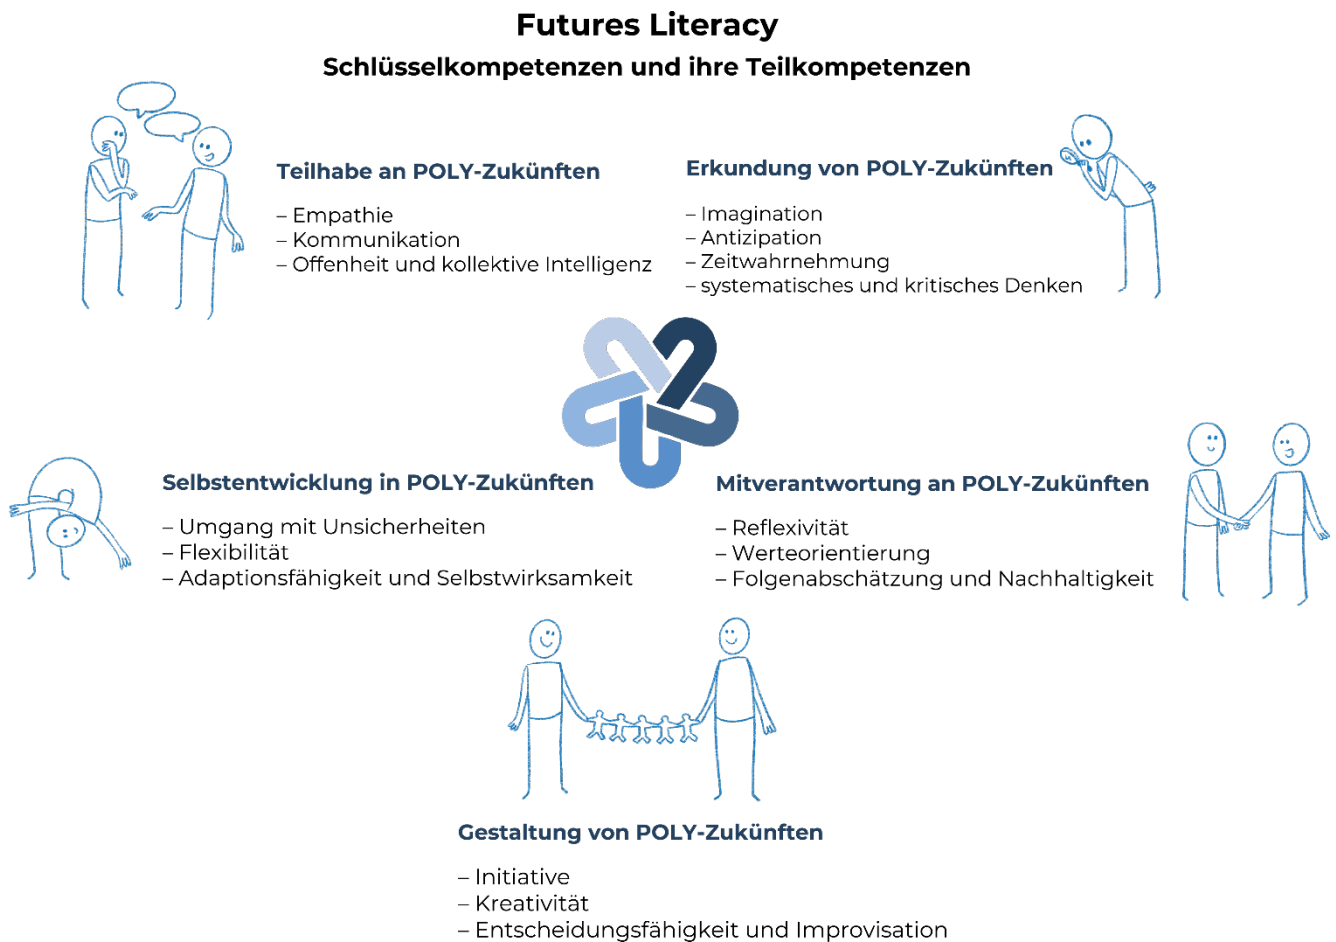 Futures Literacy
Schlüsselkompetenzen und ihre Teilkompetenzen
Teilhabe an POLY-Zukünften
– Empathie
– Kommunikation
– Offenheit und kollektive Intelligenz
Erkundung von POLY-Zukünften
– Imagination
– Antizipation
– Zeitwahrnehmung
– systematisches und kritisches Denken
Selbstentwicklung in POLY-Zukünften
– Umgang mit Unsicherheiten
– Flexibilität
– Adaptionsfähigkeit und Selbstwirksamkeit
Mitverantwortung an POLY-Zukünften
– Reflexivität
– Werteorientierung
– Folgenabschätzung und Nachhaltigkeit
Gestaltung von POLY-Zukünften
– Initiative
– Kreativität
– Entscheidungsfähigkeit und Improvisation